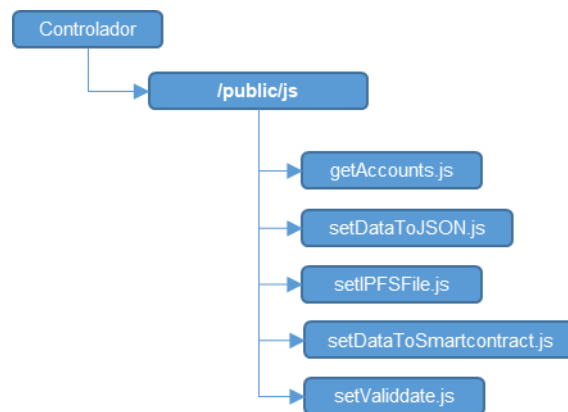 Controlador
/public/js
getAccounts.js
setDataToJSON.js
setIPFSFile.js
setDataToSmartcontract.js
setValiddate.js